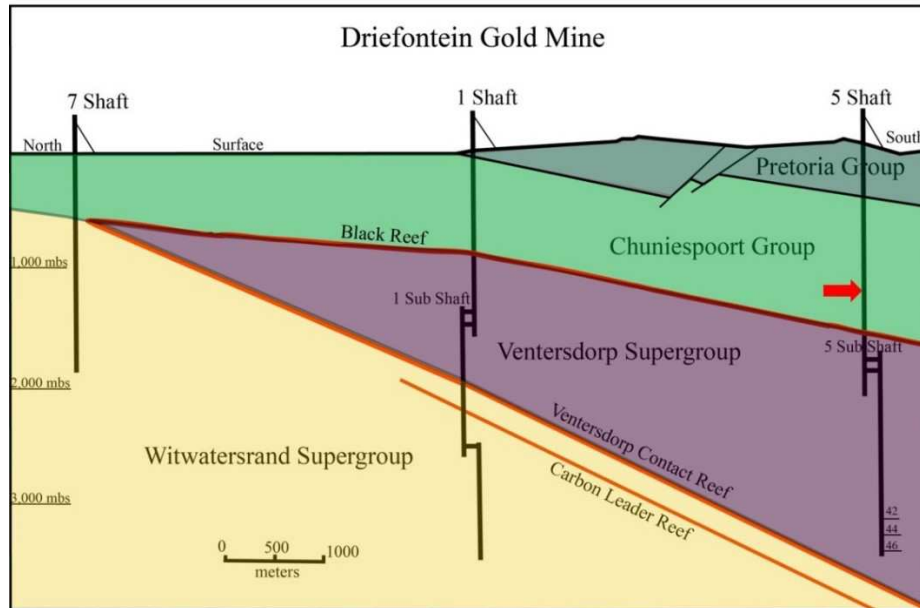 Driefontein Gold Mine
7 Shaft
1 Shaft
5 Shaft
North
Surface
South
Pretoria Group
Black Reef
Chuniespoort Group
1,000 mbs
1 Sub Shaft
Ventersdorp Supergroup
5 Sub Shaft
2,000 mbs
Ventersdorp Contact Reef
Witwatersrand Supergroup
Carbon Leader Reef
3,000 mbs
42
44
46
0 500 1000
meters